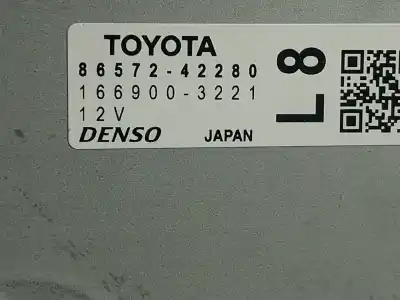 TOYOTA
86572-42280
166900-3221
12V
DENSO JAPAN
L8